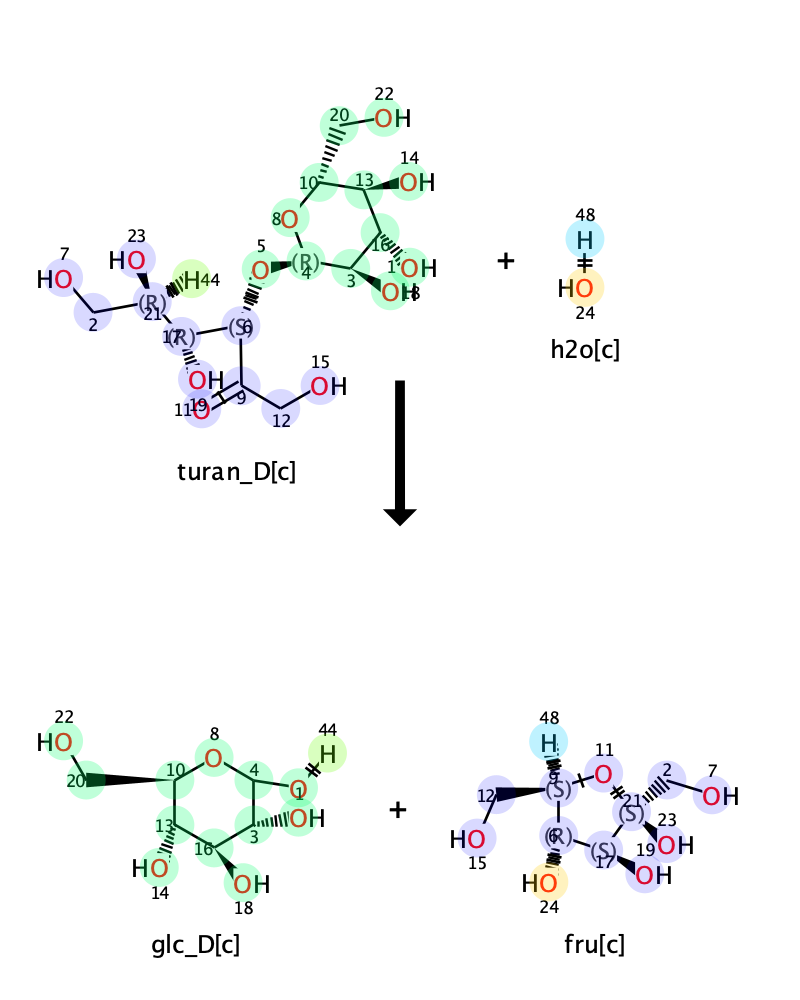 22
20 OH
14
10 13 OH
48
8 O H
23 5 16
7 HO O (R) 4 1 OH +
HO H 44 3 OH 18 HO
(R) 21 24
2
17 (R) (S) 6
h2o[c]
15
OH OH
11 19 O 9 12
turan_D[c]
22 44 48
HO 8 H H 11
O O
20 10 4 1 9 (S) 2 7
O 12 OH
13 3 OH 21 (S) 23
HO (R) 6 (S) 19 OH
16 15 17
HO OH HO OH
14 18 24
glc_D[c] + fru[c]